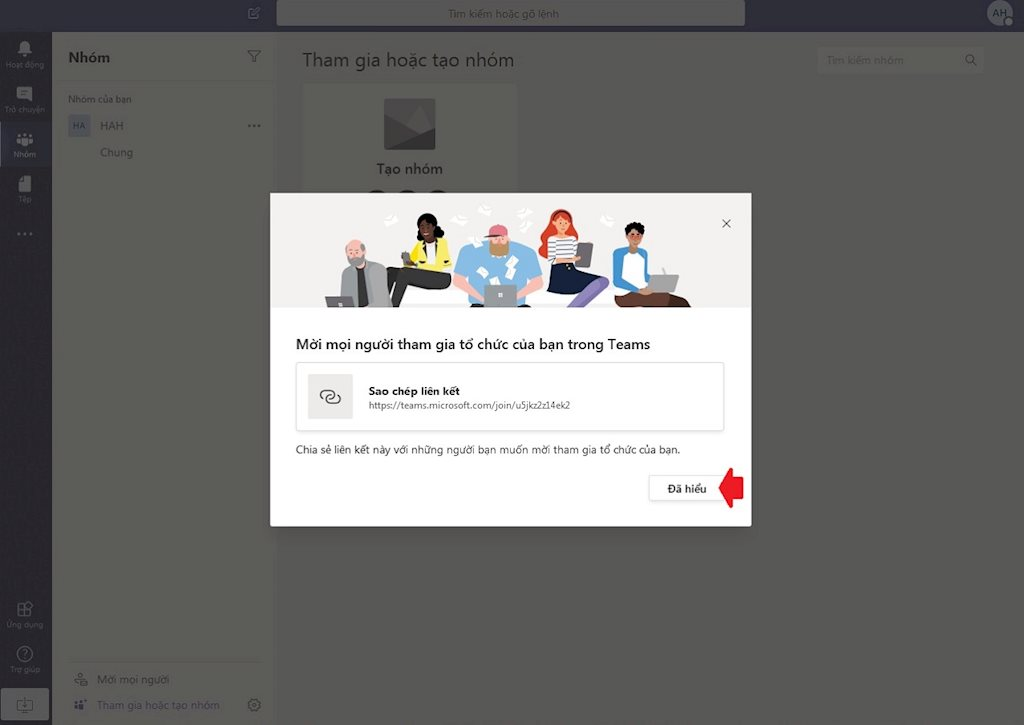 Tìm kiếm hoặc gõ lệnh
AH
Hoạt động
Trò chuyện
Nhóm
Tệp
Nhóm
Nhóm của bạn
HA HAH
Chung
Tham gia hoặc tạo nhóm
Tìm kiếm nhóm
Tạo nhóm
Mời mọi người tham gia tổ chức của bạn trong Teams
Sao chép liên kết
https://teams.microsoft.com/join/u5jkz2z14ek2
Chia sẻ liên kết này với những người bạn muốn mời tham gia tổ chức của bạn.
Đã hiểu
Ứng dụng
Trợ giúp
Mời mọi người
Tham gia hoặc tạo nhóm